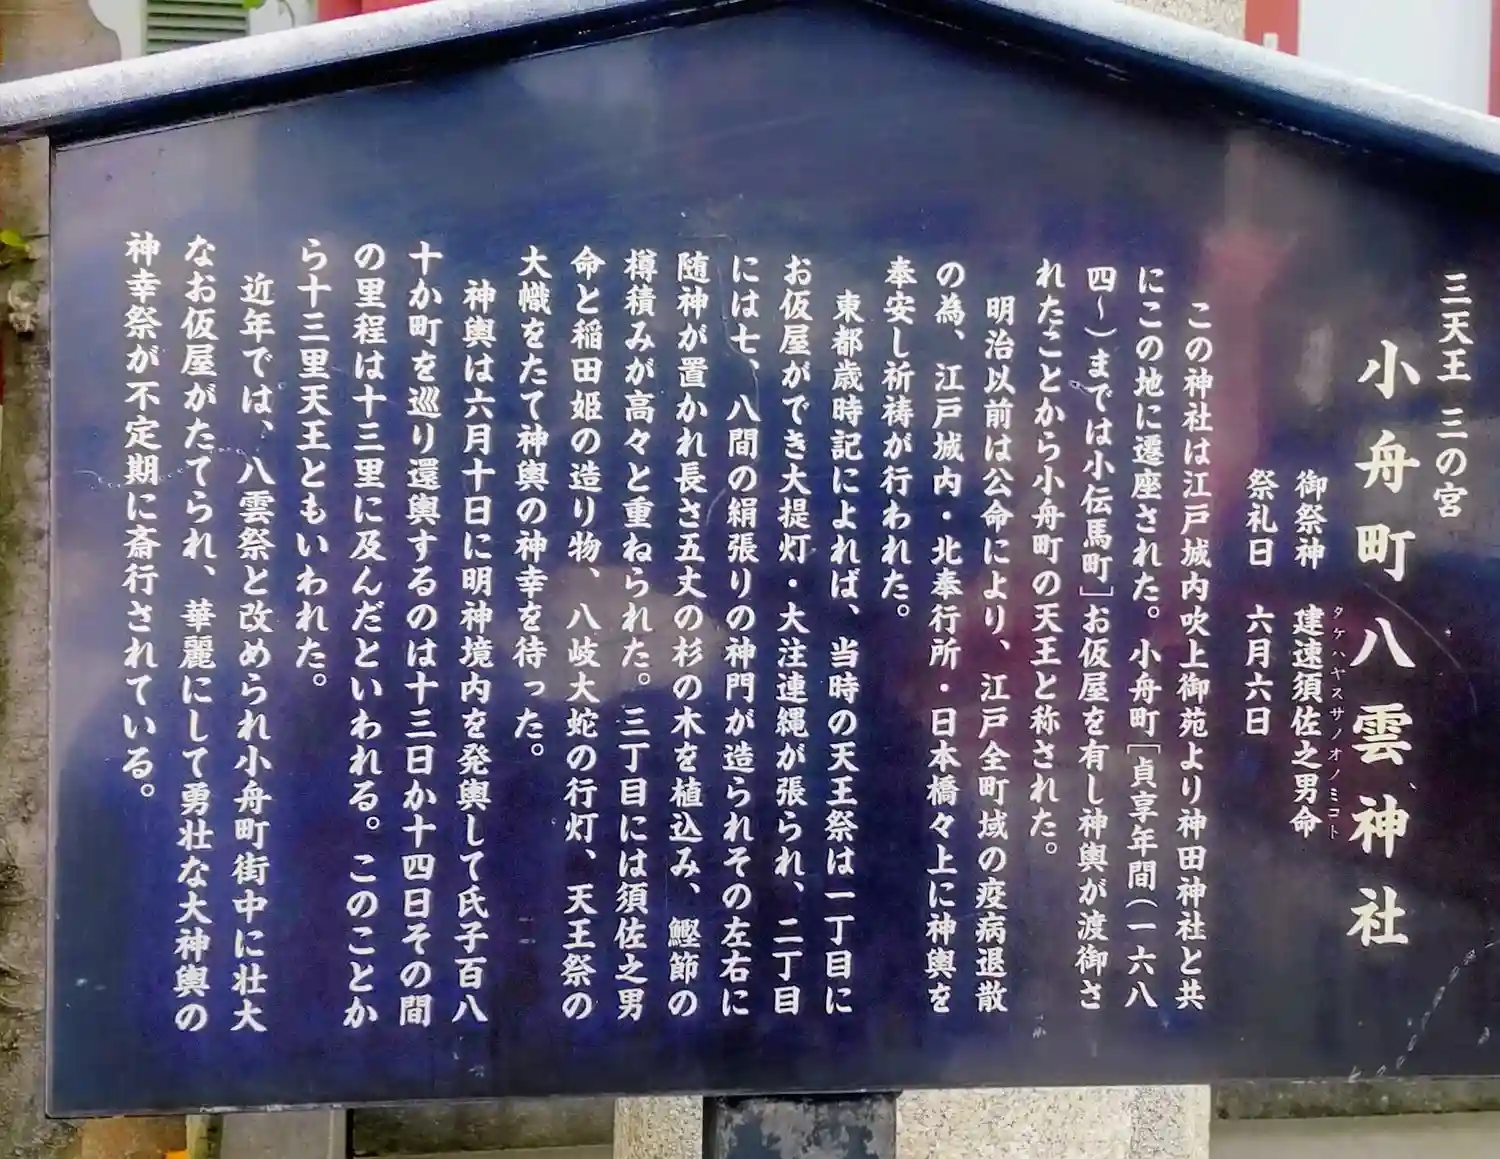 三天王 三の宮
小舟町八雲神社
御祭神 建速須佐之男命
タケハヤスサノオノミコト
祭礼日 六月六日
この神社は江戸城内吹上御苑より神田神社と共
にこの地に遷座された。小舟町［貞享年間（一六八
四～）までは小伝馬町］お仮屋を有し神輿が渡御さ
れたことから小舟町の天王と称された。
明治以前は公命により、江戸全町域の疫病退散
の為、江戸城内・北奉行所・日本橋々上に神輿を
奉安し祈祷が行われた。
東都歳時記によれば、当時の天王祭は一丁目に
お仮屋ができ大提灯・大注連縄が張られ、二丁目
には七、八間の絹張りの神門が造られその左右に
随神が置かれ長さ五丈の杉の木を植込み、鰹節の
樽積みが高々と重ねられた。三丁目には須佐之男
命と稲田姫の造り物、八岐大蛇の行灯、天王祭の
大幟をたて神輿の神幸を待った。
神輿は六月十日に明神境内を発輿して氏子百八
十か町を巡り還輿するのは十三日か十四日その間
の里程は十三里に及んだといわれる。このことか
ら十三里天王ともいわれた。
近年では、八雲祭と改められ小舟町街中に壮大
なお仮屋がたてられ、華麗にして勇壮な大神輿の
神幸祭が不定期に斎行されている。